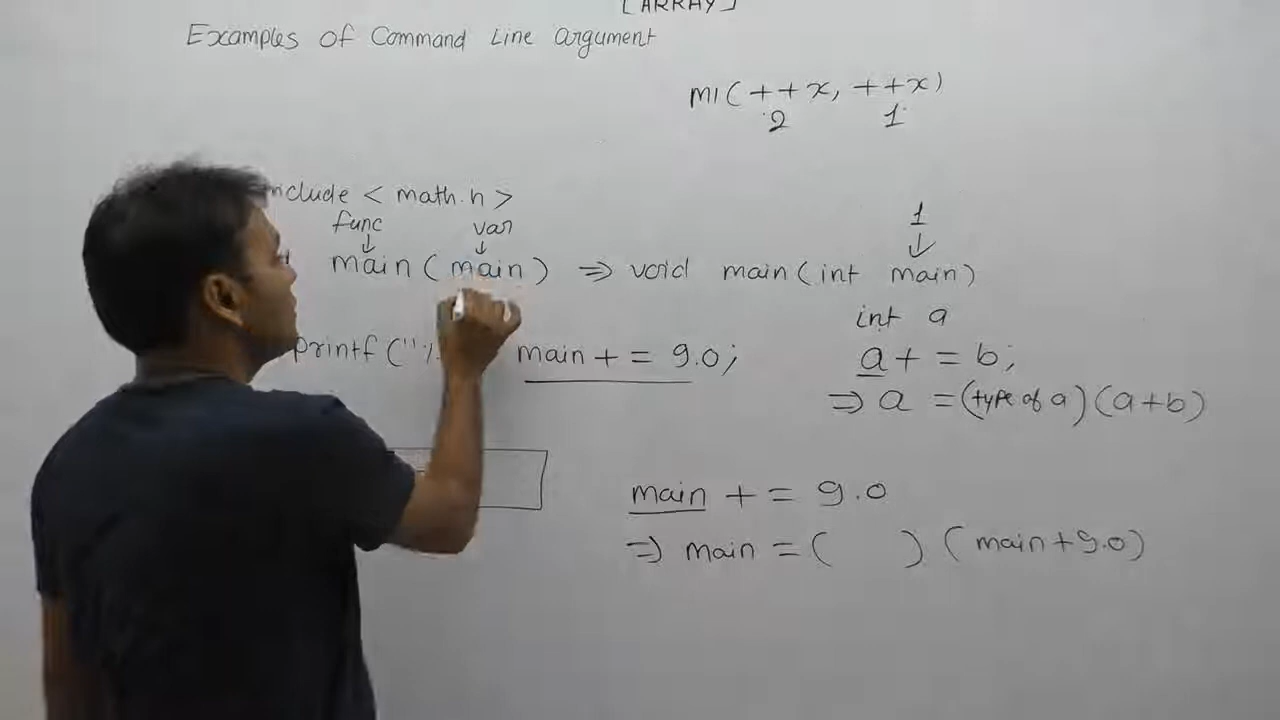 [ARRAY]
Examples of Command Line argument
m1(++x, ++x)
2 1
include < math.h >
func var
↓ ↓
main (main) ⇒ void main(int main)
1
↓
int a
printf ("%
main + = 9.0;
a + = b;
⇒ a = (type of a) (a+b)
main + = 9.0
⇒ main = ( ) (main+9.0)